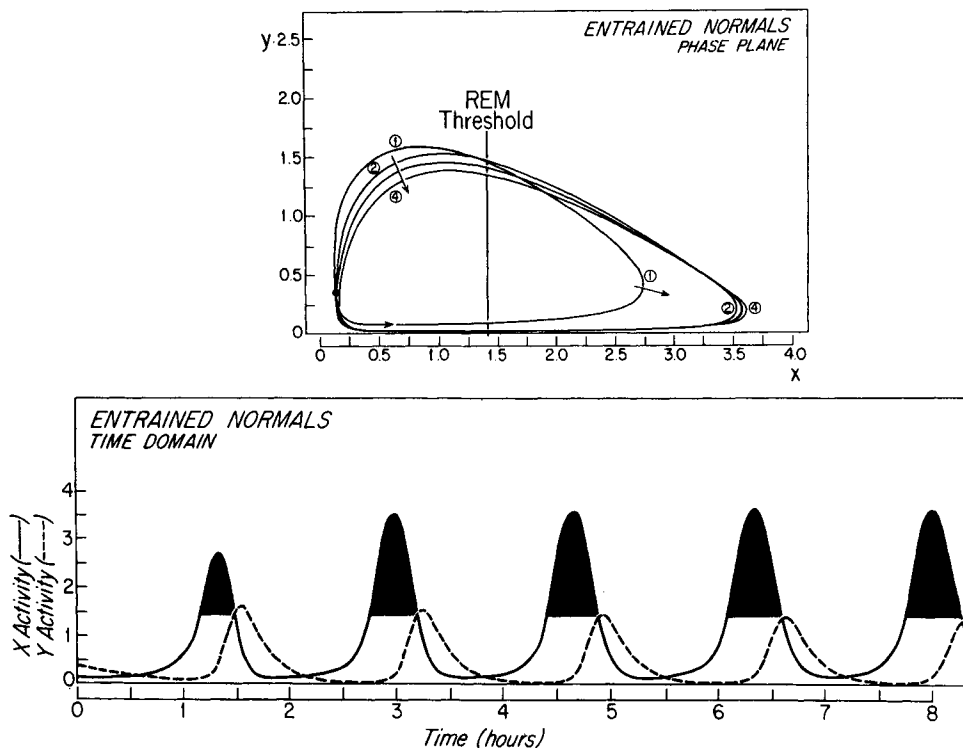 ENTRAINED NORMALS
PHASE PLANE
y
2.5
2.0
1.5
1.0
0.5
0
REM
Threshold
①
②
④
①
② ④
0 0.5 1.0 1.5 2.0 2.5 3.0 3.5 4.0
X
ENTRAINED NORMALS
TIME DOMAIN
X Activity (——)
Y Activity (----)
4
3
2
1
0
0 1 2 3 4 5 6 7 8
Time (hours)